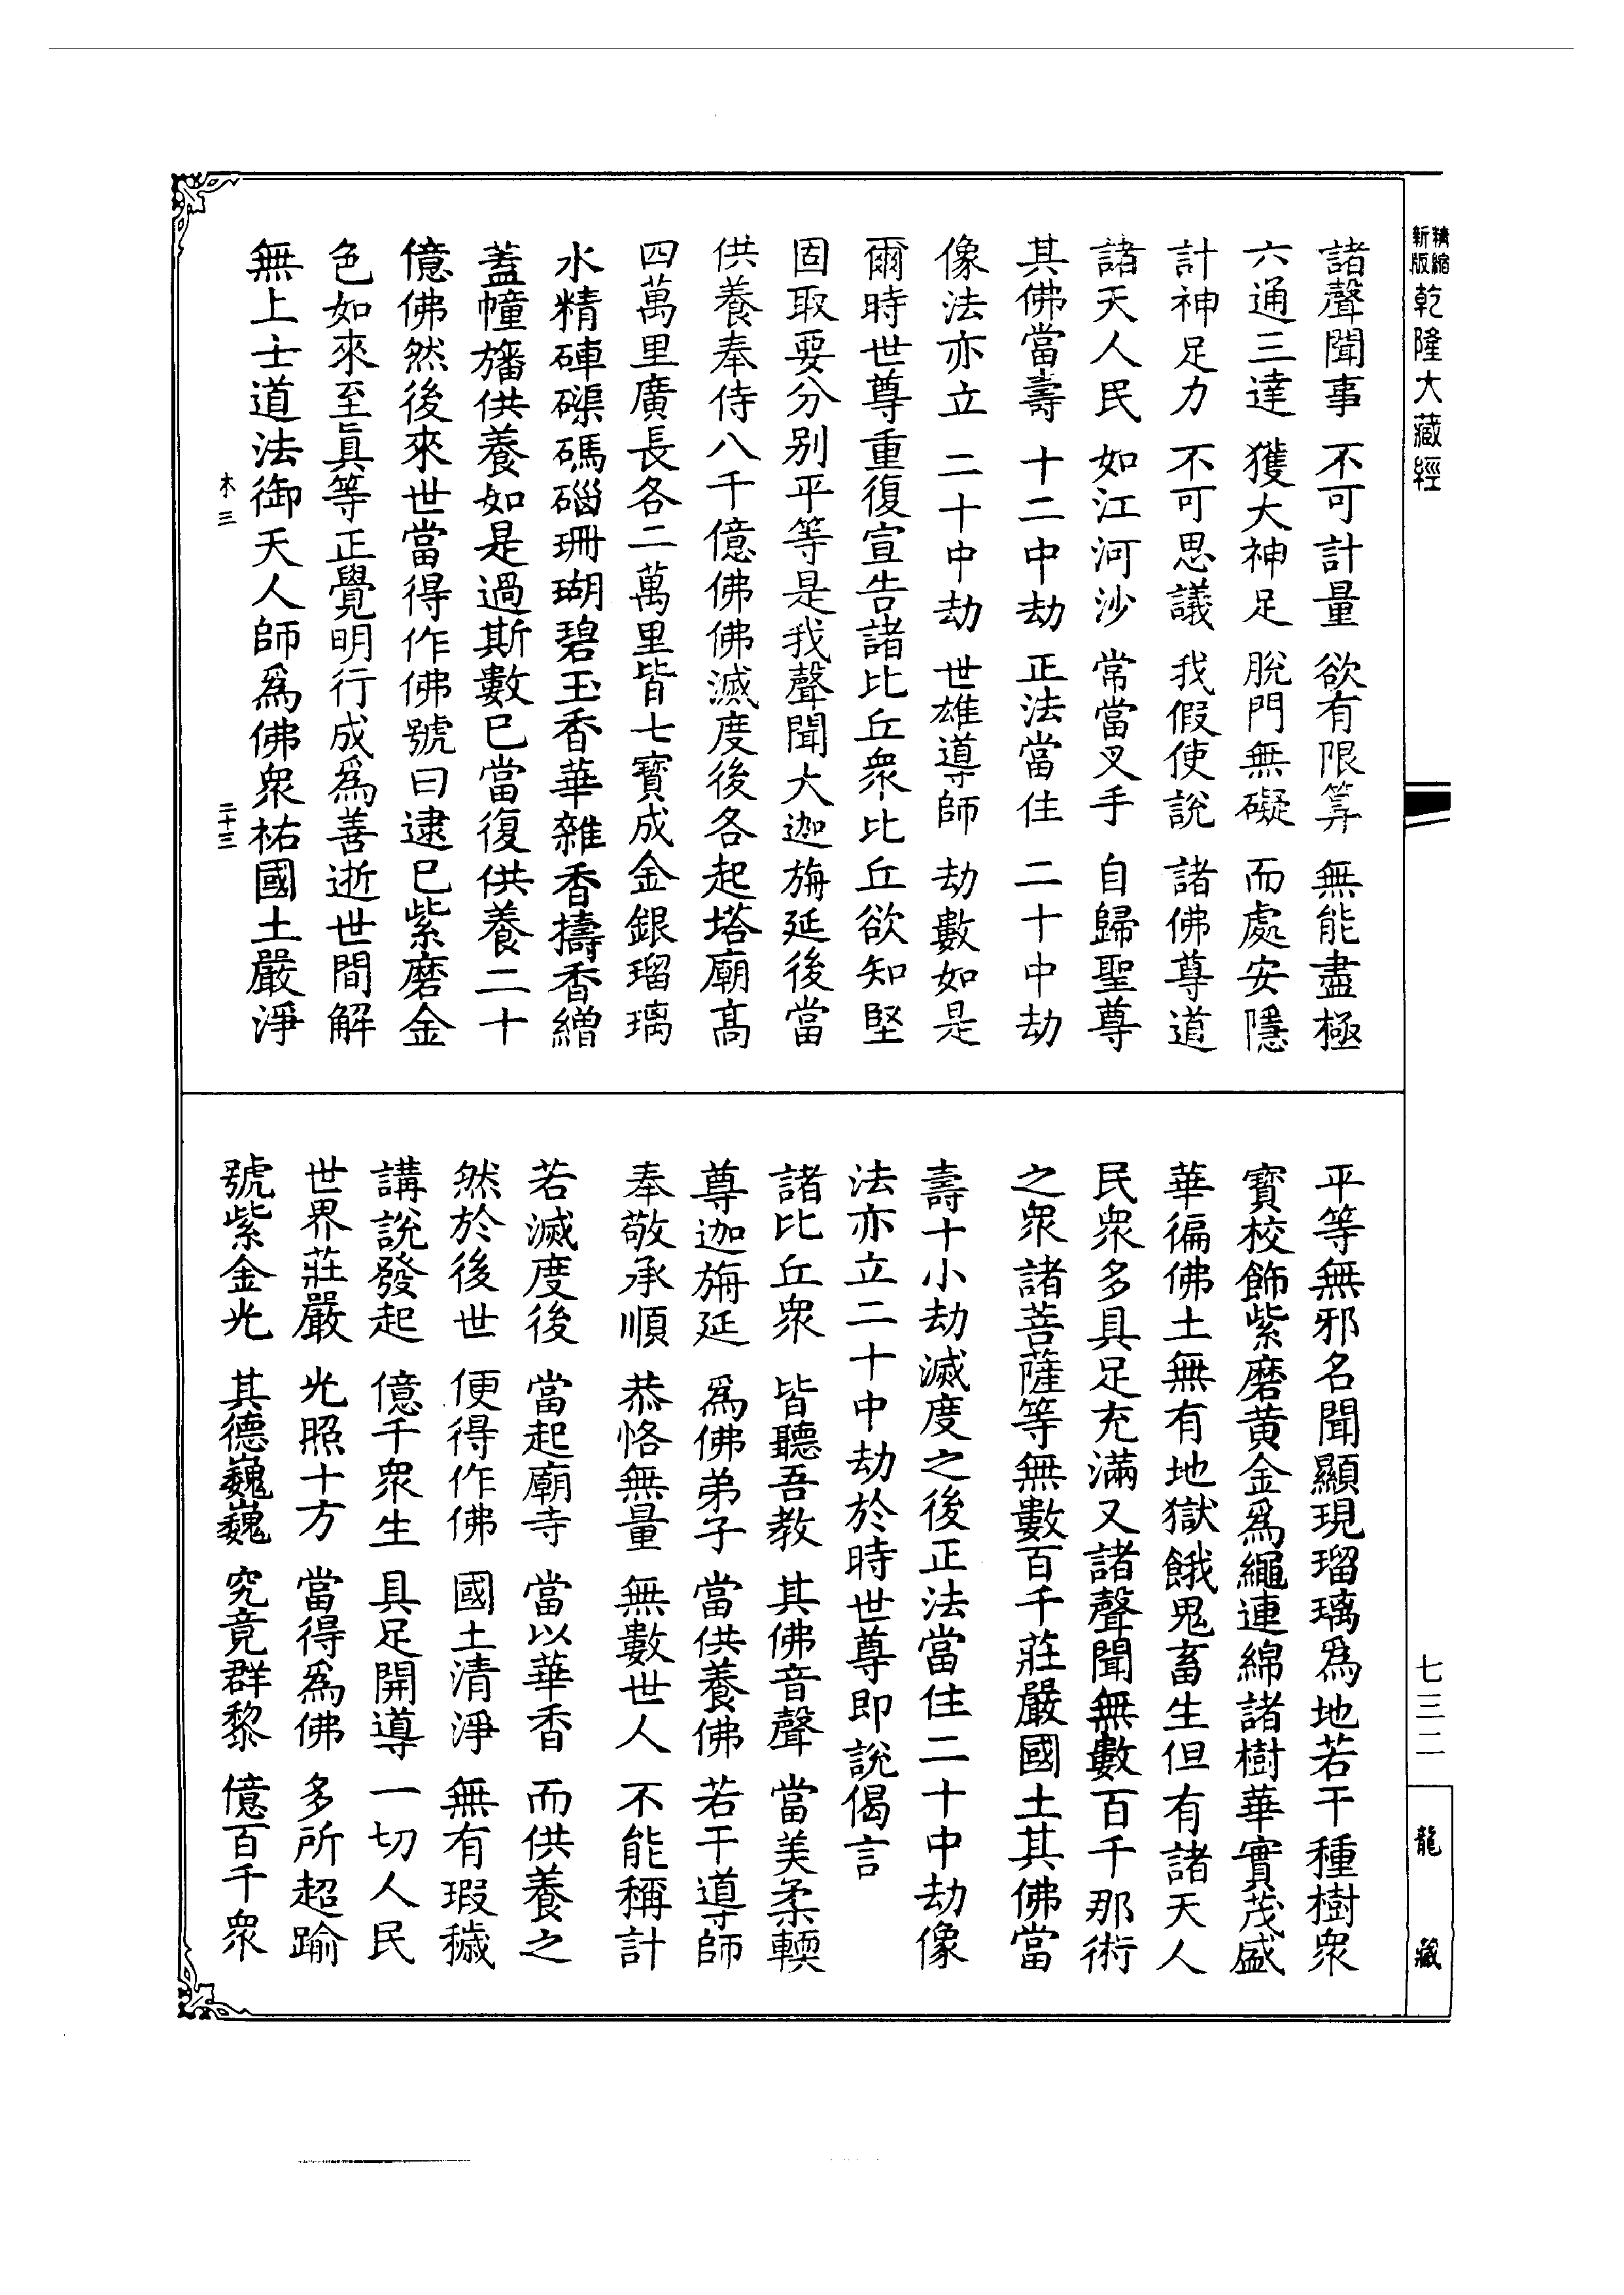 精縮新版乾隆大藏經
諸聲聞事 不可計量 欲有限筭 無能盡極
六通三達 獲大神足 脫門無礙 而處安隱
計神足力 不可思議 我假使說 諸佛尊道
諸天人民 如江河沙 常當叉手 自歸聖尊
其佛當壽 十二中劫 正法當住 二十中劫
像法亦立 二十中劫 世雄導師 劫數如是
爾時世尊重復宣告諸比丘衆比丘欲知堅
固取要分別平等是我聲聞大迦旃延後當
供養奉侍八千億佛佛滅度後各起塔廟高
四萬里廣長各二萬里皆七寶成金銀瑠璃
水精硨磲碼碯珊瑚碧玉香華雜香擣香繒
蓋幢旛供養如是過斯數已當復供養二十
億佛然後來世當得作佛號曰逮已紫磨金
色如來至眞等正覺明行成爲善逝世間解
無上士道法御天人師爲佛衆祐國土嚴淨
木三 二十三
平等無邪名聞顯現瑠璃爲地若干種樹衆
寶校飾紫磨黃金爲繩連綿諸樹華實茂盛
華徧佛土無有地獄餓鬼畜生但有諸天人
民衆多具足充滿又諸聲聞無數百千那術
之衆諸菩薩等無數百千莊嚴國土其佛當
壽十小劫滅度之後正法當住二十中劫像
法亦立二十中劫於時世尊即說偈言
諸比丘衆 皆聽吾教 其佛音聲 當美柔輭
尊迦旃延 爲佛弟子 當供養佛 若干導師
奉敬承順 恭恪無量 無數世人 不能稱計
若滅度後 當起廟寺 當以華香 而供養之
然於後世 便得作佛 國土清淨 無有瑕穢
講說發起 億千衆生 具足開導 一切人民
世界莊嚴 光照十方 當得爲佛 多所超踰
號紫金光 其德巍巍 究竟群黎 億百千衆
七三二
龍藏